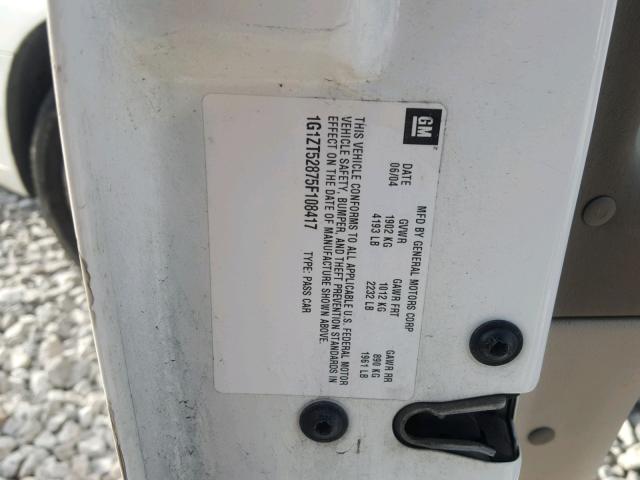 GM
MFD BY GENERAL MOTORS CORP
DATE GVWR GAWR FRT GAWR RR
06/04 1902 KG 1012 KG 890 KG
4193 LB 2232 LB 1961 LB
THIS VEHICLE CONFORMS TO ALL APPLICABLE U.S. FEDERAL MOTOR
VEHICLE SAFETY, BUMPER, AND THEFT PREVENTION STANDARDS IN
EFFECT ON THE DATE OF MANUFACTURE SHOWN ABOVE.
1G1ZT52875F108417 TYPE: PASS CAR